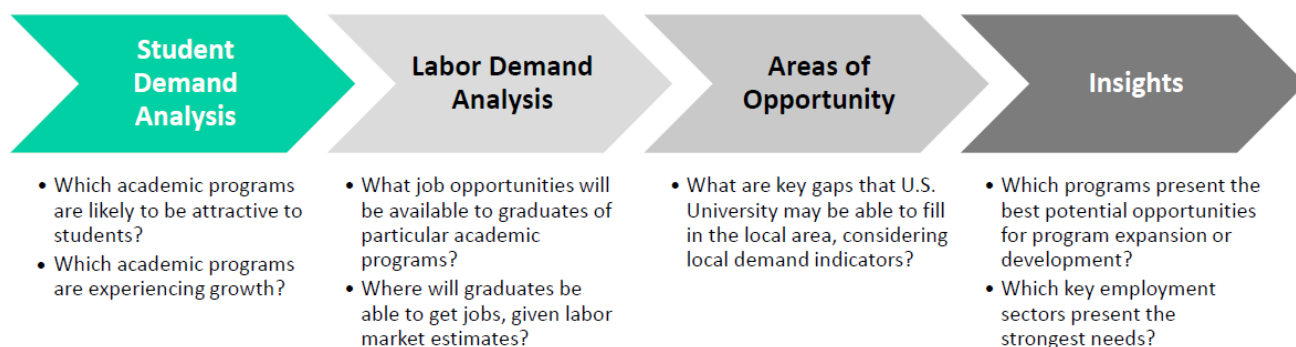 Student
Demand
Analysis
• Which academic programs
are likely to be attractive to
students?
• Which academic programs
are experiencing growth?
Labor Demand
Analysis
• What job opportunities will
be available to graduates of
particular academic
programs?
• Where will graduates be
able to get jobs, given labor
market estimates?
Areas of
Opportunity
• What are key gaps that U.S.
University may be able to fill
in the local area, considering
local demand indicators?
Insights
• Which programs present the
best potential opportunities
for program expansion or
development?
• Which key employment
sectors present the
strongest needs?